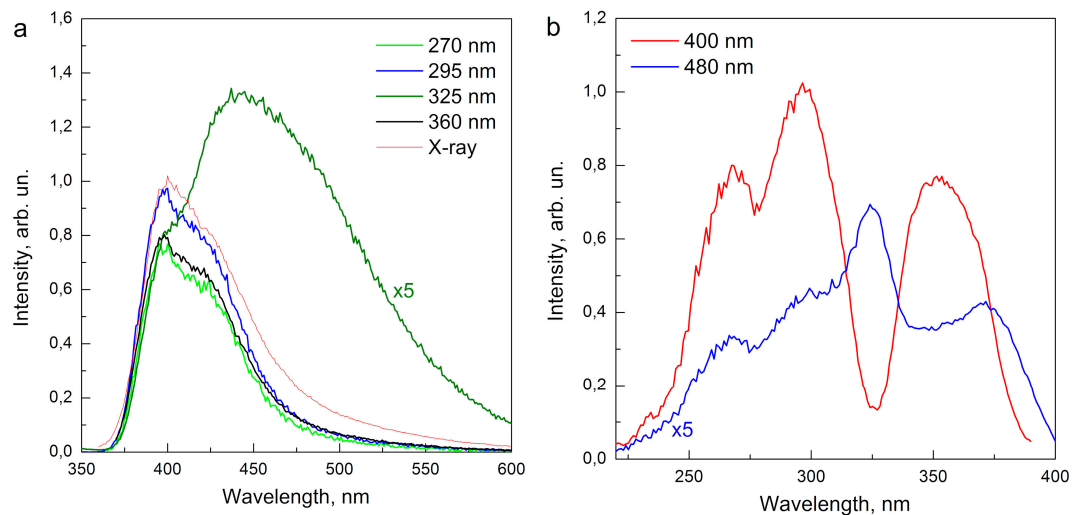 a
1,6
1,4
1,2
1,0
0,8
0,6
0,4
0,2
0,0
350 400 450 500 550 600
Wavelength, nm
Intensity, arb. un.
270 nm
295 nm
325 nm
360 nm
X-ray
x5
b
1,2
1,0
0,8
0,6
0,4
0,2
0,0
250 300 350 400
Wavelength, nm
Intensity, arb. un.
400 nm
480 nm
x5